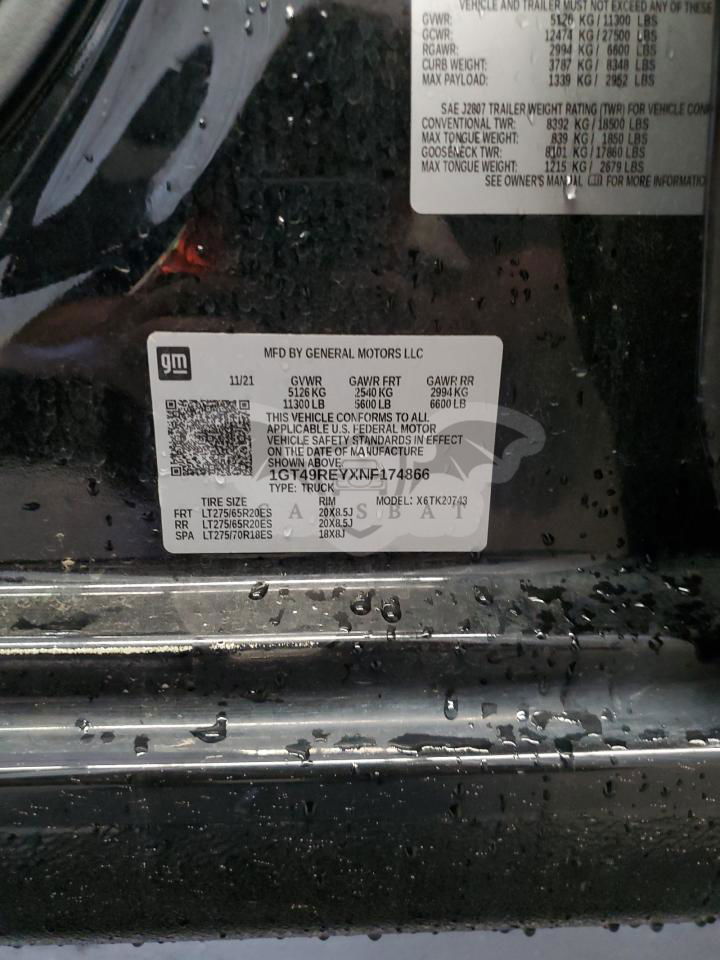 VEHICLE AND TRAILER MUST NOT EXCEED ANY OF THESE
GVWR: 5126 KG/11300 LBS
GCWR: 12474 KG/27500 LBS
RGAWR: 2994 KG/ 6600 LBS
CURB WEIGHT: 3787 KG/ 8348 LBS
MAX PAYLOAD: 1339 KG/ 2952 LBS
SAE J2807 TRAILER WEIGHT RATING (TWR) FOR VEHICLE
CONVENTIONAL TWR: 8392 KG/18500 LBS
MAX TONGUE WEIGHT: 839 KG/ 1850 LBS
GOOSENECK TWR: 8101 KG/17860 LBS
MAX TONGUE WEIGHT: 1215 KG/ 2679 LBS
SEE OWNER'S MANUAL FOR MORE INFORMATIO
gm
MFD BY GENERAL MOTORS LLC
11/21 GVWR GAWR FRT GAWR RR
5126 KG 2540 KG 2994 KG
11300 LB 5600 LB 6600 LB
THIS VEHICLE CONFORMS TO ALL
APPLICABLE U.S. FEDERAL MOTOR
VEHICLE SAFETY STANDARDS IN EFFECT
ON THE DATE OF MANUFACTURE
SHOWN ABOVE.
1GT49REYXNF174866
TYPE: TRUCK MODEL: X6TK20743
TIRE SIZE RIM
FRT LT275/65R20ES 20X8.5J
RR LT275/65R20ES 20X8.5J
SPA LT275/70R18ES 18X8J
CARSBAT